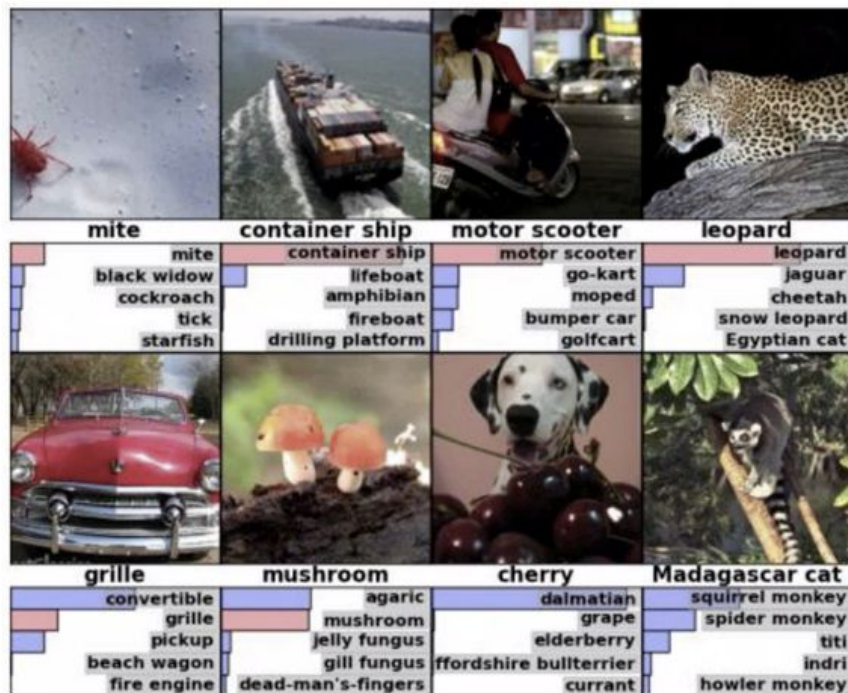 mite
container ship
motor scooter
leopard
mite
black widow
cockroach
tick
starfish
container ship
lifeboat
amphibian
fireboat
drilling platform
motor scooter
go-kart
moped
bumper car
golfcart
leopard
jaguar
cheetah
snow leopard
Egyptian cat
grille
mushroom
cherry
Madagascar cat
convertible
grille
pickup
beach wagon
fire engine
agaric
mushroom
jelly fungus
gill fungus
dead-man's-fingers
dalmatian
grape
elderberry
ffordshire bullterrier
currant
squirrel monkey
spider monkey
titi
indri
howler monkey